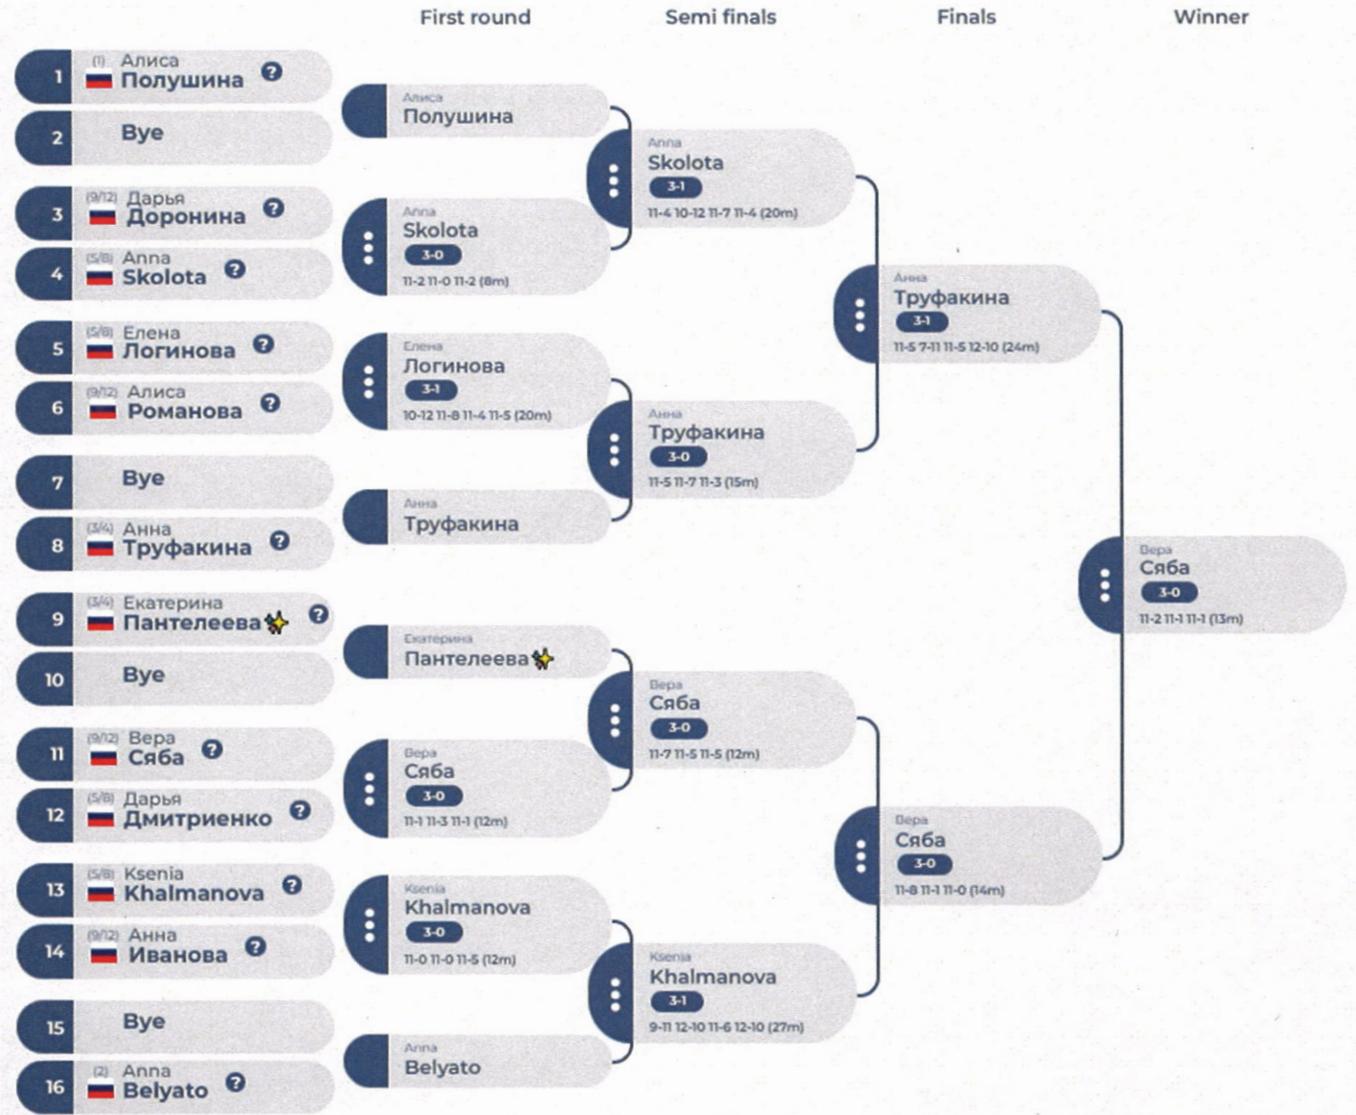 First round Semi finals Finals Winner
1 (1) Алиса
Полушина ?
2 Bye
3 (9/12) Дарья
Доронина ?
4 (5/8) Anna
Skolota ?
5 (5/8) Елена
Логинова ?
6 (9/12) Алиса
Романова ?
7 Bye
8 (3/4) Анна
Труфакина ?
9 (3/4) Екатерина
Пантелеева ?
10 Bye
11 (9/12) Вера
Сяба ?
12 (5/8) Дарья
Дмитриенко ?
13 (5/8) Ksenia
Khalmanova ?
14 (9/12) Анна
Иванова ?
15 Bye
16 (2) Anna
Belyato ?
Алиса
Полушина
Anna
Skolota
3-0
11-2 11-0 11-2 (8m)
Елена
Логинова
3-1
10-12 11-8 11-4 11-5 (20m)
Анна
Труфакина
Екатерина
Пантелеева
Вера
Сяба
3-0
11-1 11-3 11-1 (12m)
Ksenia
Khalmanova
3-0
11-0 11-0 11-5 (12m)
Anna
Belyato
Anna
Skolota
3-1
11-4 10-12 11-7 11-4 (20m)
Анна
Труфакина
3-0
11-5 11-7 11-3 (15m)
Вера
Сяба
3-0
11-7 11-5 11-5 (12m)
Ksenia
Khalmanova
3-1
9-11 12-10 11-6 12-10 (27m)
Анна
Труфакина
3-1
11-5 7-11 11-5 12-10 (24m)
Вера
Сяба
3-0
11-8 11-1 11-0 (14m)
Вера
Сяба
3-0
11-2 11-1 11-1 (13m)